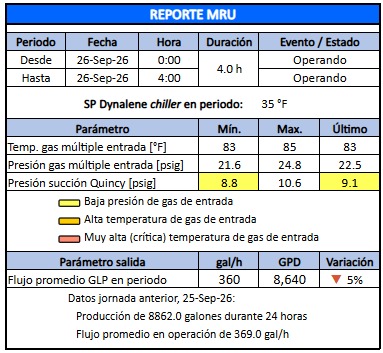 REPORTE MRU
Periodo Fecha Hora Duración Evento / Estado
Desde 26-Sep-26 0:00 4.0 h Operando
Hasta 26-Sep-26 4:00 Operando
SP Dynalene chiller en periodo: 35 °F
Parámetro Mín. Max. Último
Temp. gas múltiple entrada [°F] 83 85 83
Presión gas múltiple entrada [psig] 21.6 24.8 22.5
Presión succión Quincy [psig] 8.8 10.6 9.1
Baja presión de gas de entrada
Alta temperatura de gas de entrada
Muy alta (crítica) temperatura de gas de entrada
Parámetro salida gal/h GPD Variación
Flujo promedio GLP en periodo 360 8,640 ▼ 5%
Datos jornada anterior, 25-Sep-26:
Producción de 8862.0 galones durante 24 horas
Flujo promedio en operación de 369.0 gal/h